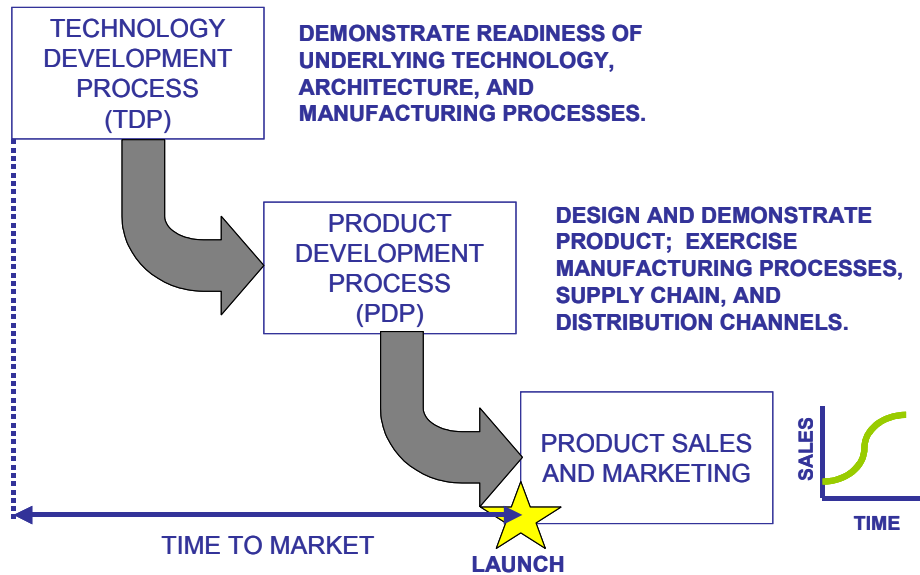 TECHNOLOGY
DEVELOPMENT
PROCESS
(TDP)
DEMONSTRATE READINESS OF
UNDERLYING TECHNOLOGY,
ARCHITECTURE, AND
MANUFACTURING PROCESSES.
PRODUCT
DEVELOPMENT
PROCESS
(PDP)
DESIGN AND DEMONSTRATE
PRODUCT; EXERCISE
MANUFACTURING PROCESSES,
SUPPLY CHAIN, AND
DISTRIBUTION CHANNELS.
PRODUCT SALES
AND MARKETING
SALES
TIME
TIME TO MARKET
LAUNCH